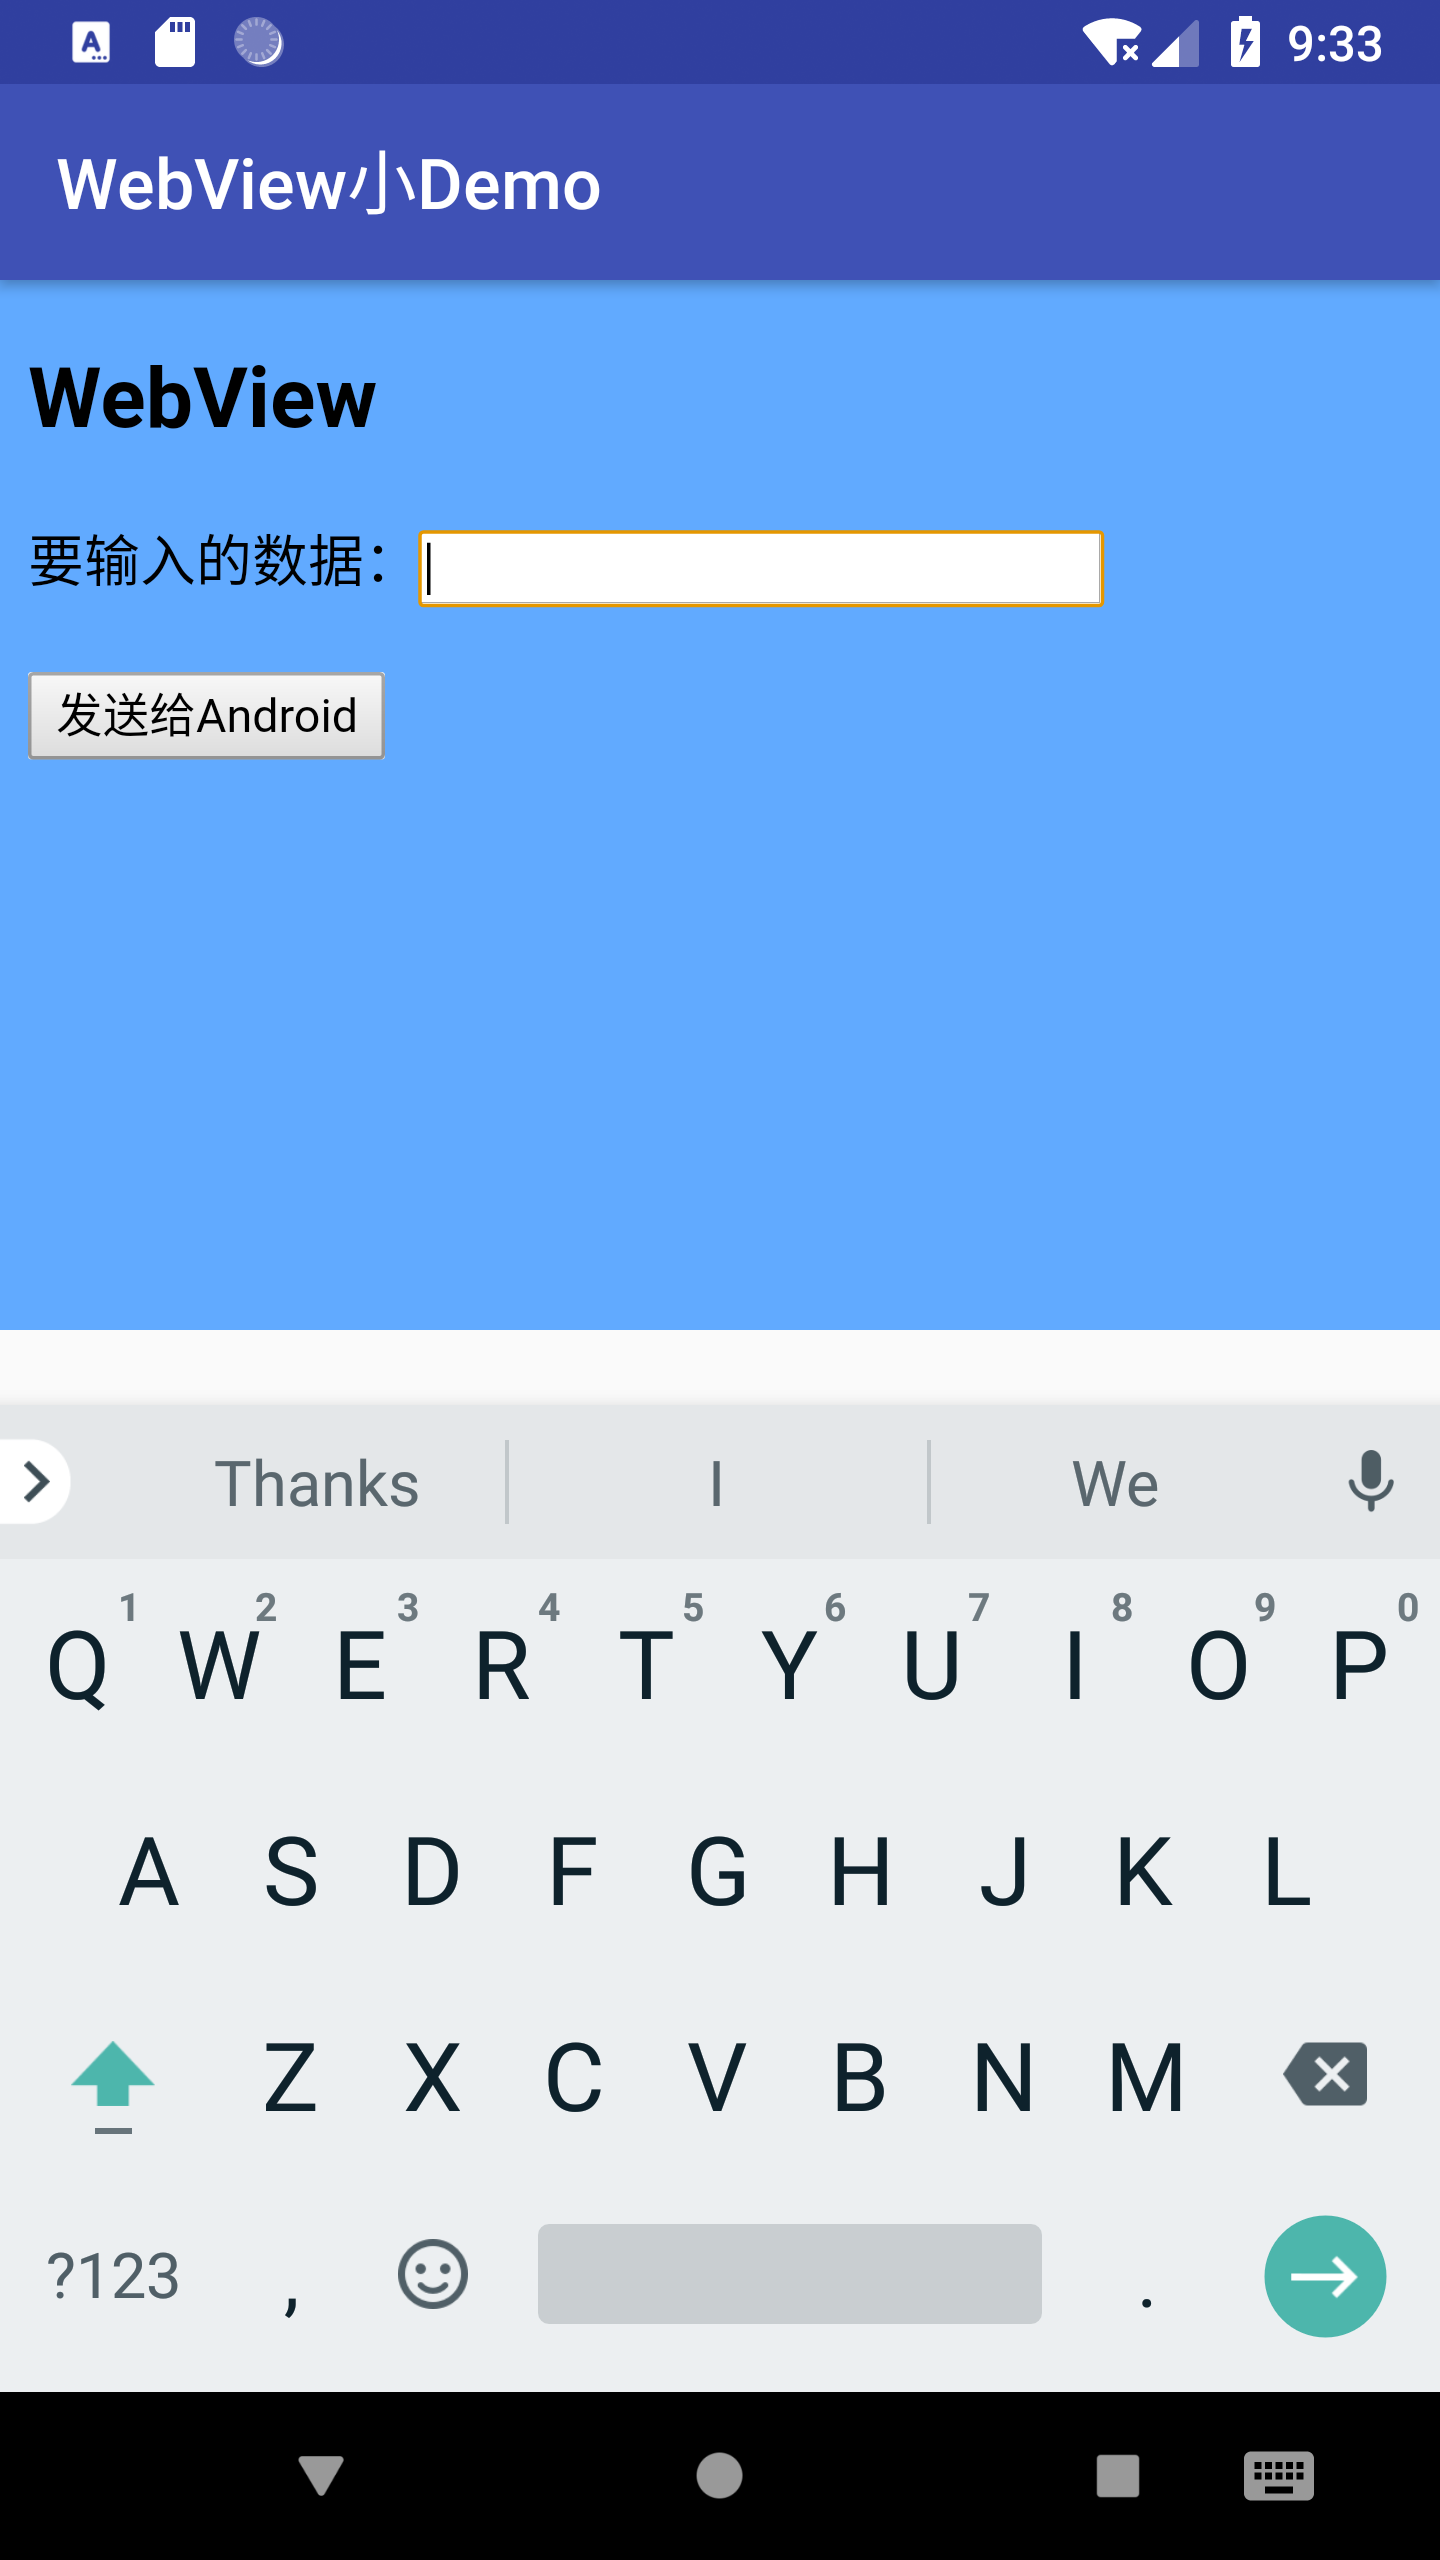 9:33
WebView小Demo
WebView
要输入的数据：
发送给Android
Thanks I We
1 2 3 4 5 6 7 8 9 0
Q W E R T Y U I O P
A S D F G H J K L
Z X C V B N M
?123 , .